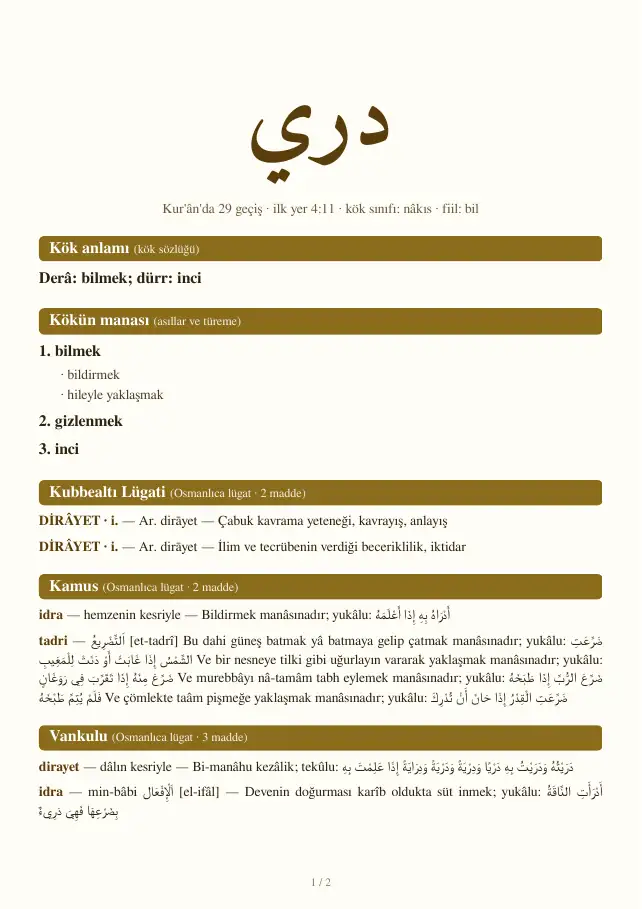 دري
Kur'ân'da 29 geçiş · ilk yer 4:11 · kök sınıfı: nâkıs · fiil: bil
Kök anlamı (kök sözlüğü)
Derâ: bilmek; dürr: inci
Kökün manası (asıllar ve türeme)
1. bilmek
· bildirmek
· hileyle yaklaşmak
2. gizlenmek
3. inci
Kubbealtı Lügati (Osmanlıca lügat · 2 madde)
DİRÂYET · i. — Ar. dirāyet — Çabuk kavrama yeteneği, kavrayış, anlayış
DİRÂYET · i. — Ar. dirāyet — İlim ve tecrübenin verdiği beceriklilik, iktidar
Kamus (Osmanlıca lügat · 2 madde)
idra — hemzenin kesriyle — Bildirmek manâsınadır; yukâlu: أَدْرَاهُ بِهِ إِذَا أَعْلَمَهُ
tadri — اَلتَّضْرِيعُ [et-tadrî] Bu dahi güneş batmak yâ batmaya gelip çatmak manâsınadır; yukâlu: ضَرَّعَتِ
الشَّمْسُ إِذَا غَابَتْ أَوْ دَنَتْ لِلْمَغِيبِ Ve bir nesneye tilki gibi uğurlayın vararak yaklaşmak manâsınadır; yukâlu:
ضَرَّعَ مِنْهُ إِذَا تَقَرَّبَ فِي رَوَغَانٍ Ve murebbâyı nâ-tamâm tabh eylemek manâsınadır; yukâlu: ضَرَّعَ الرُّبَّ إِذَا طَبَخَهُ
فَلَمْ يُتِمَّ طَبْخَهُ Ve çömlekte taâm pişmeğe yaklaşmak manâsınadır; yukâlu: ضَرَّعَتِ الْقِدْرُ إِذَا حَانَ أَنْ تُدْرِكَ
Vankulu (Osmanlıca lügat · 3 madde)
dirayet — dâlın kesriyle — Bi-manâhu kezâlik; tekûlu: دَرَيْتُهُ وَدَرَيْتُ بِهِ دَرْيًا وَدِرْيَةً وَدَرْيَةً وَدِرَايَةً إِذَا عَلِمْتَ بِهِ
idra — min-bâbi اَلْإِفْعَالِ [el-ifâl] — Devenin doğurması karîb oldukta süt inmek; yukâlu: أَدْرَأَتِ النَّاقَةُ
بِضَرْعِهَا فَهِيَ دَرِيءٌ
1 / 2